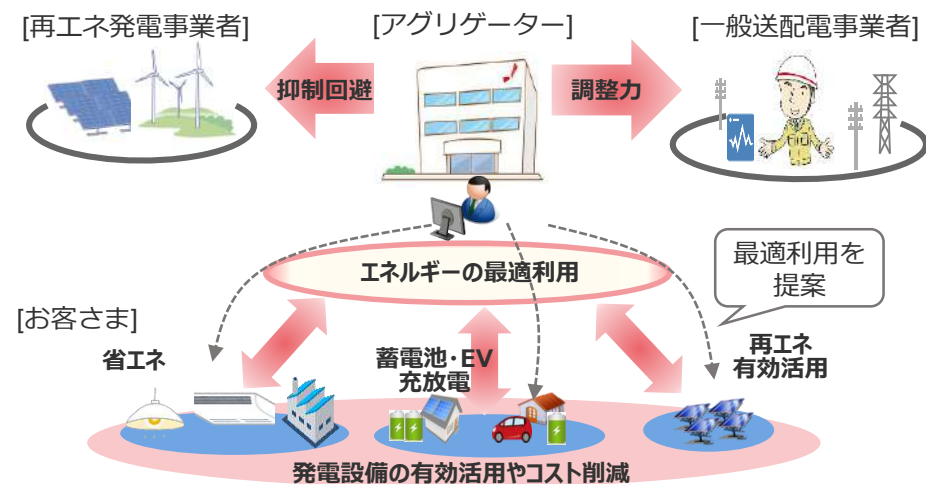 [再エネ発電事業者]
[アグリゲーター]
[一般送配電事業者]
抑制回避
調整力
エネルギーの最適利用
最適利用を
提案
[お客さま]
省エネ
蓄電池・EV
充放電
再エネ
有効活用
発電設備の有効活用やコスト削減